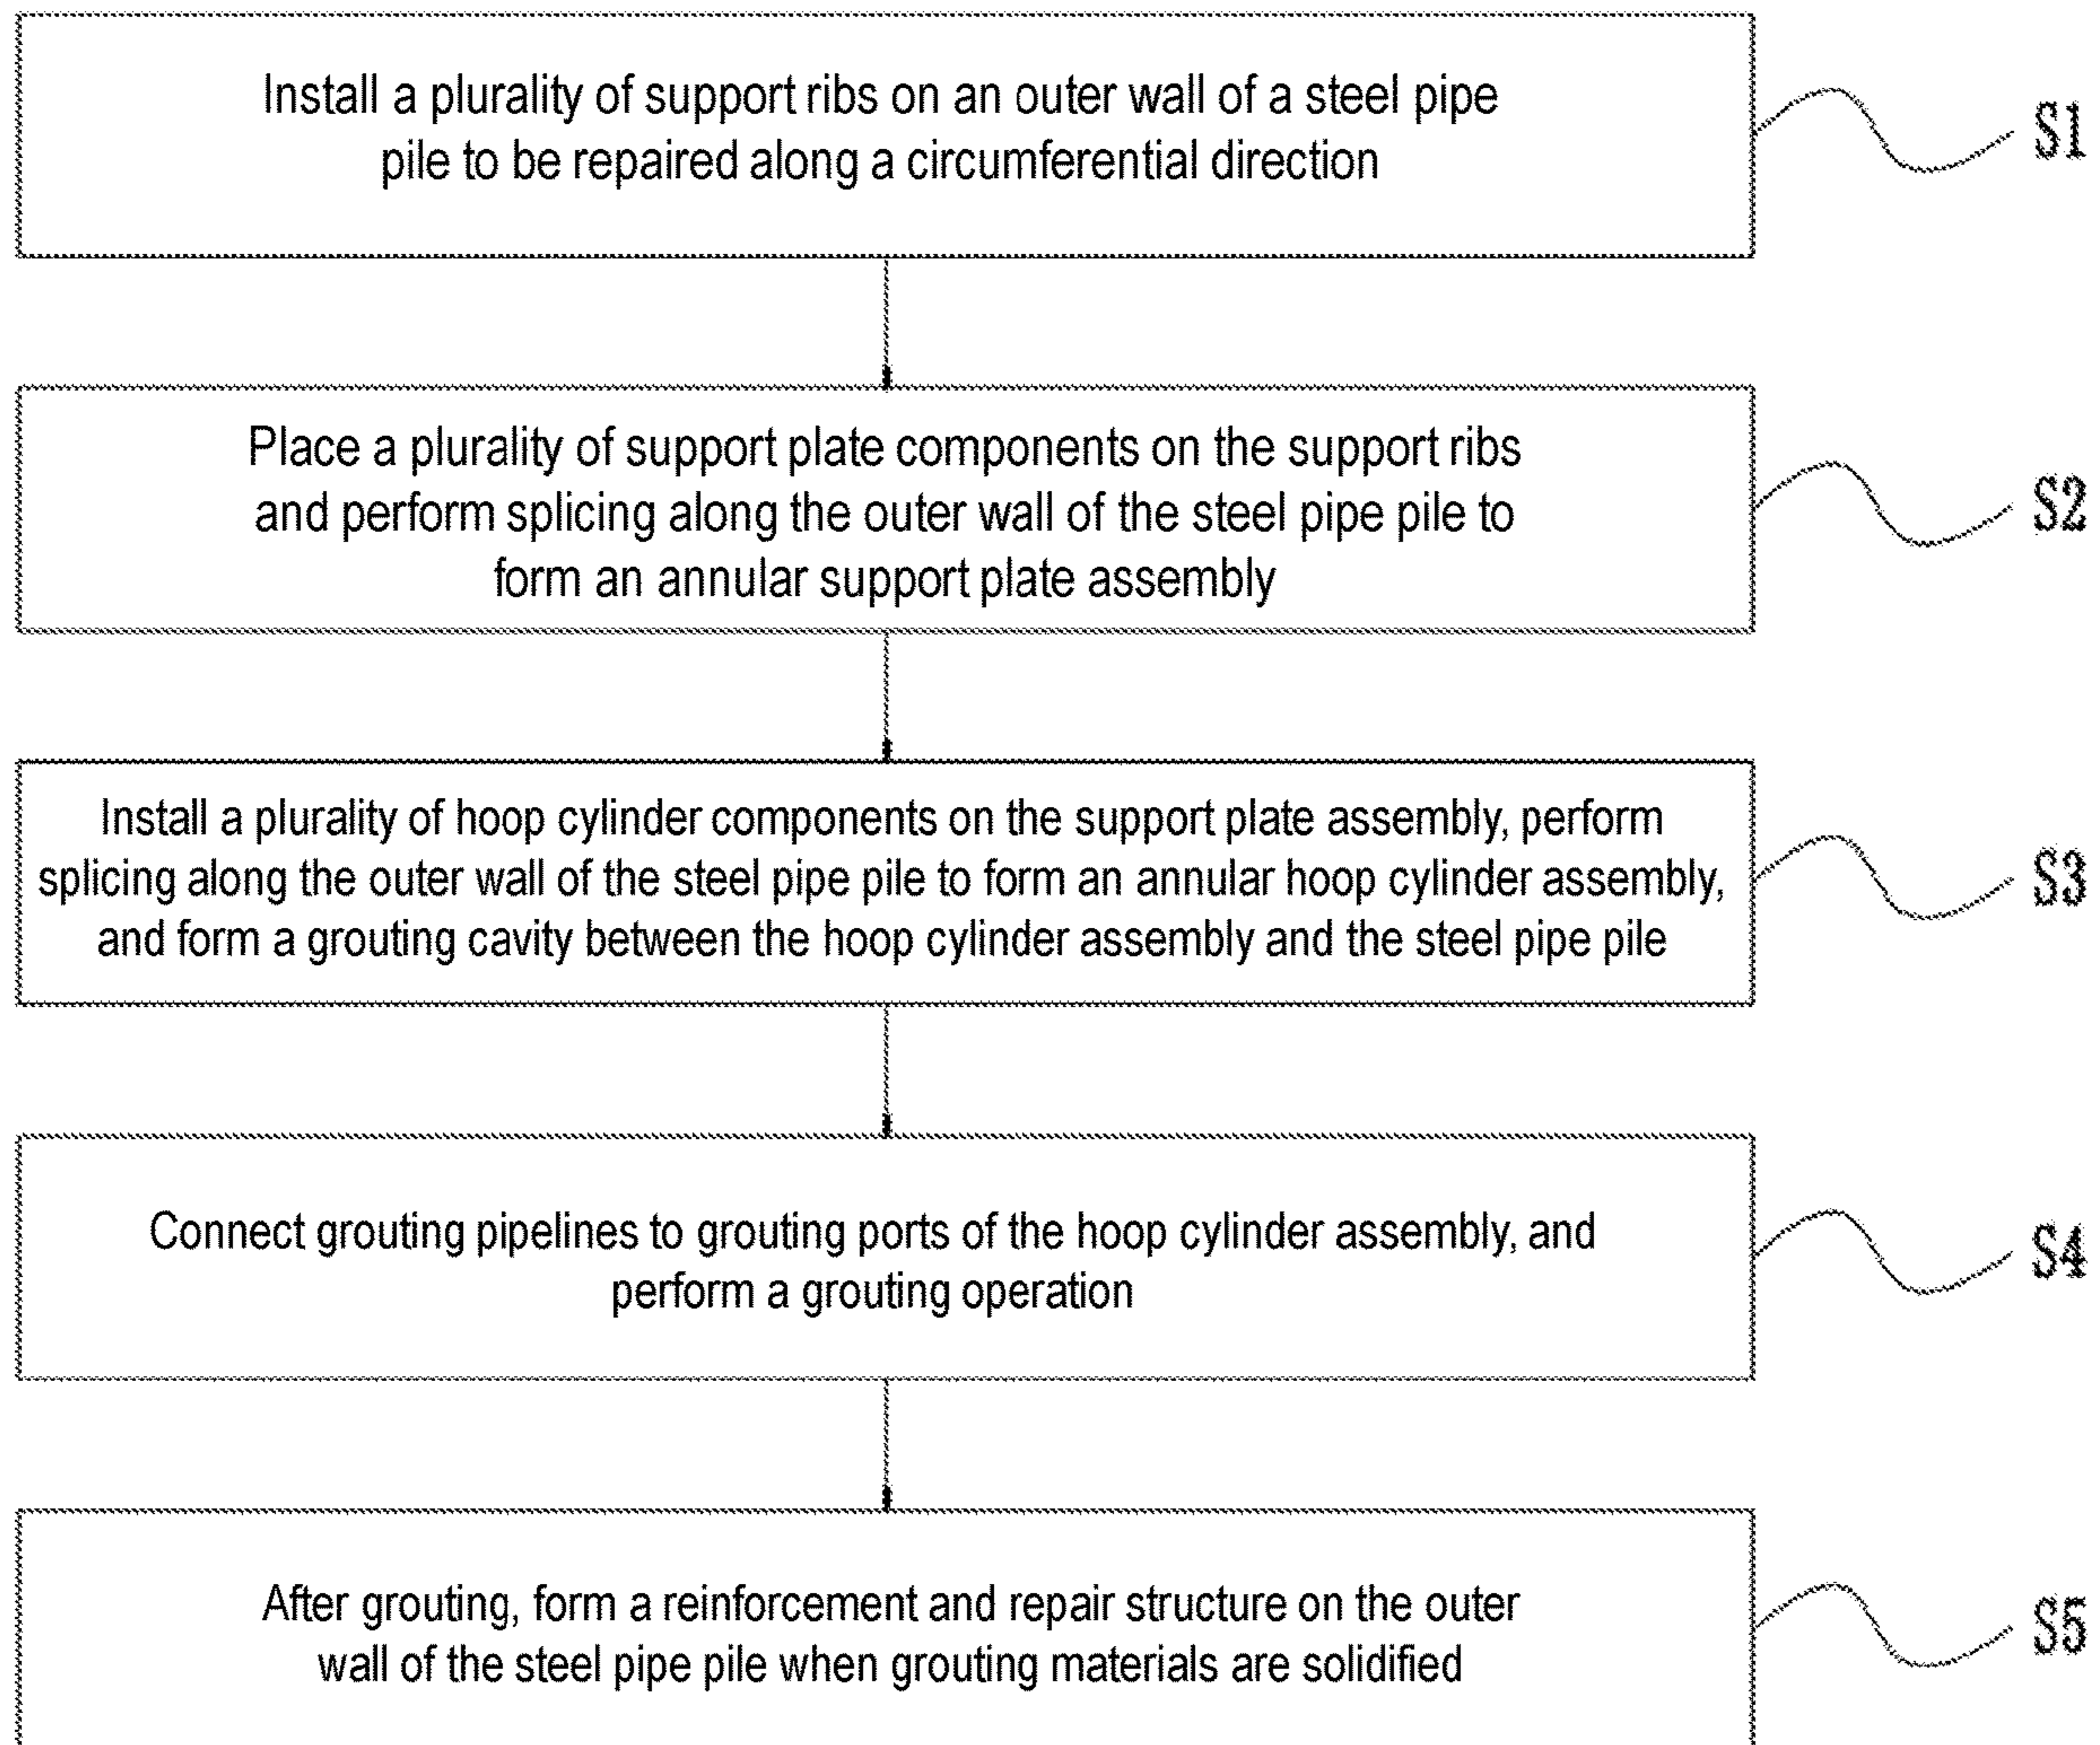 Install a plurality of support ribs on an outer wall of a steel pipe
pile to be repaired along a circumferential direction
S1
Place a plurality of support plate components on the support ribs
and perform splicing along the outer wall of the steel pipe pile to
form an annular support plate assembly
S2
Install a plurality of hoop cylinder components on the support plate assembly, perform
splicing along the outer wall of the steel pipe pile to form an annular hoop cylinder assembly,
and form a grouting cavity between the hoop cylinder assembly and the steel pipe pile
S3
Connect grouting pipelines to grouting ports of the hoop cylinder assembly, and
perform a grouting operation
S4
After grouting, form a reinforcement and repair structure on the outer
wall of the steel pipe pile when grouting materials are solidified
S5